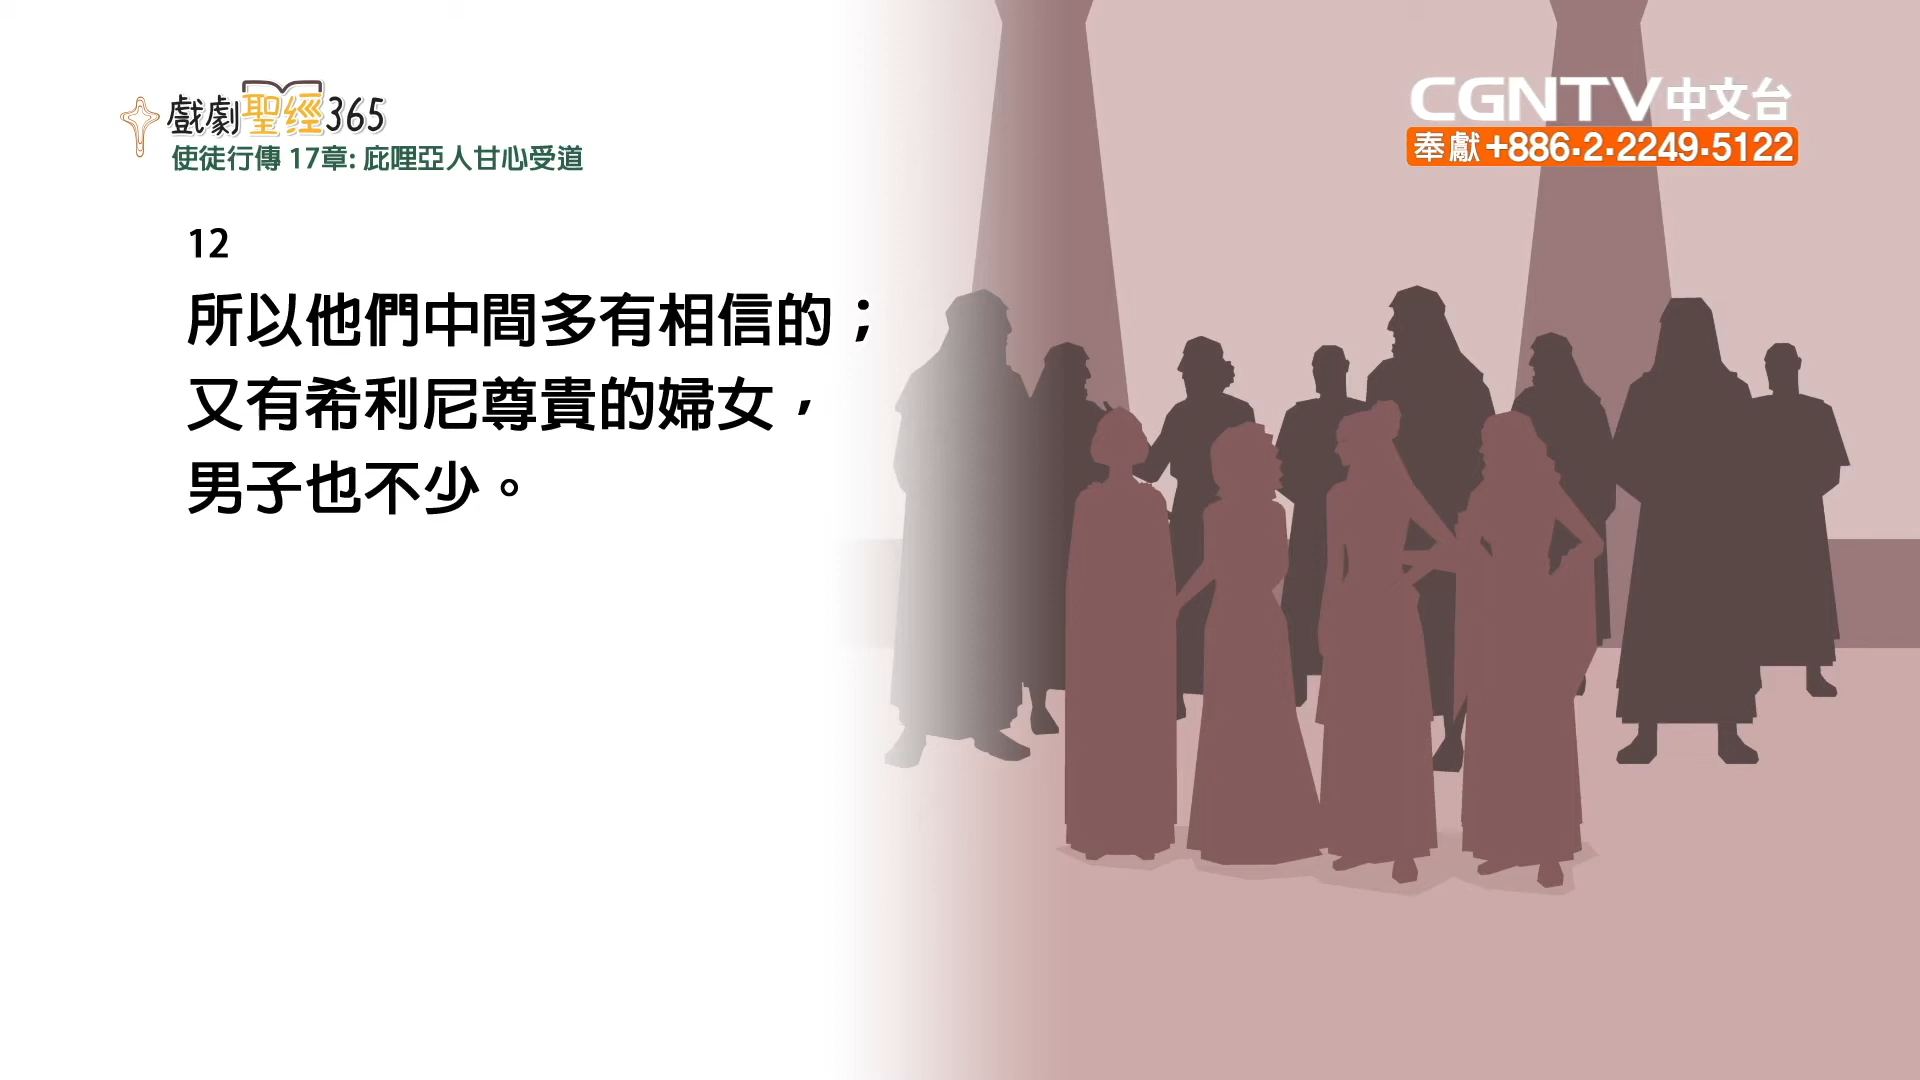 戲劇聖經365
使徒行傳 17章: 庇哩亞人甘心受道
CGNTV中文台
奉獻 +886·2·2249·5122
12
所以他們中間多有相信的；
又有希利尼尊貴的婦女，
男子也不少。